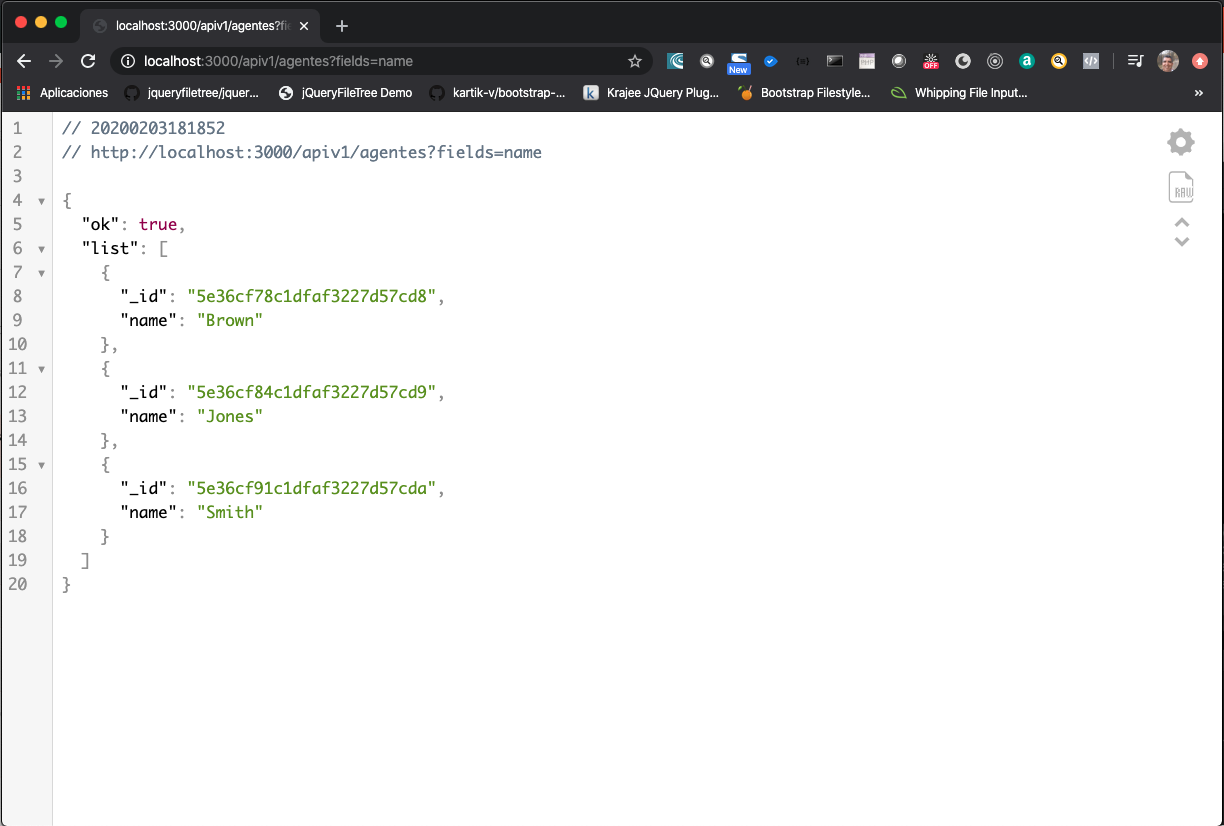 localhost:3000/apiv1/agentes?fi
localhost:3000/apiv1/agentes?fields=name
New
OFF
Aplicaciones
jqueryfiletree/jquer...
jQueryFileTree Demo
kartik-v/bootstrap-...
Krajee JQuery Plug...
Bootstrap Filestyle...
Whipping File Input...
»
1 // 20200203181852
2 // http://localhost:3000/apiv1/agentes?fields=name
3
4 {
5 "ok": true,
6 "list": [
7 {
8 "_id": "5e36cf78c1dfaf3227d57cd8",
9 "name": "Brown"
10 },
11 {
12 "_id": "5e36cf84c1dfaf3227d57cd9",
13 "name": "Jones"
14 },
15 {
16 "_id": "5e36cf91c1dfaf3227d57cda",
17 "name": "Smith"
18 }
19 ]
20 }
RAW